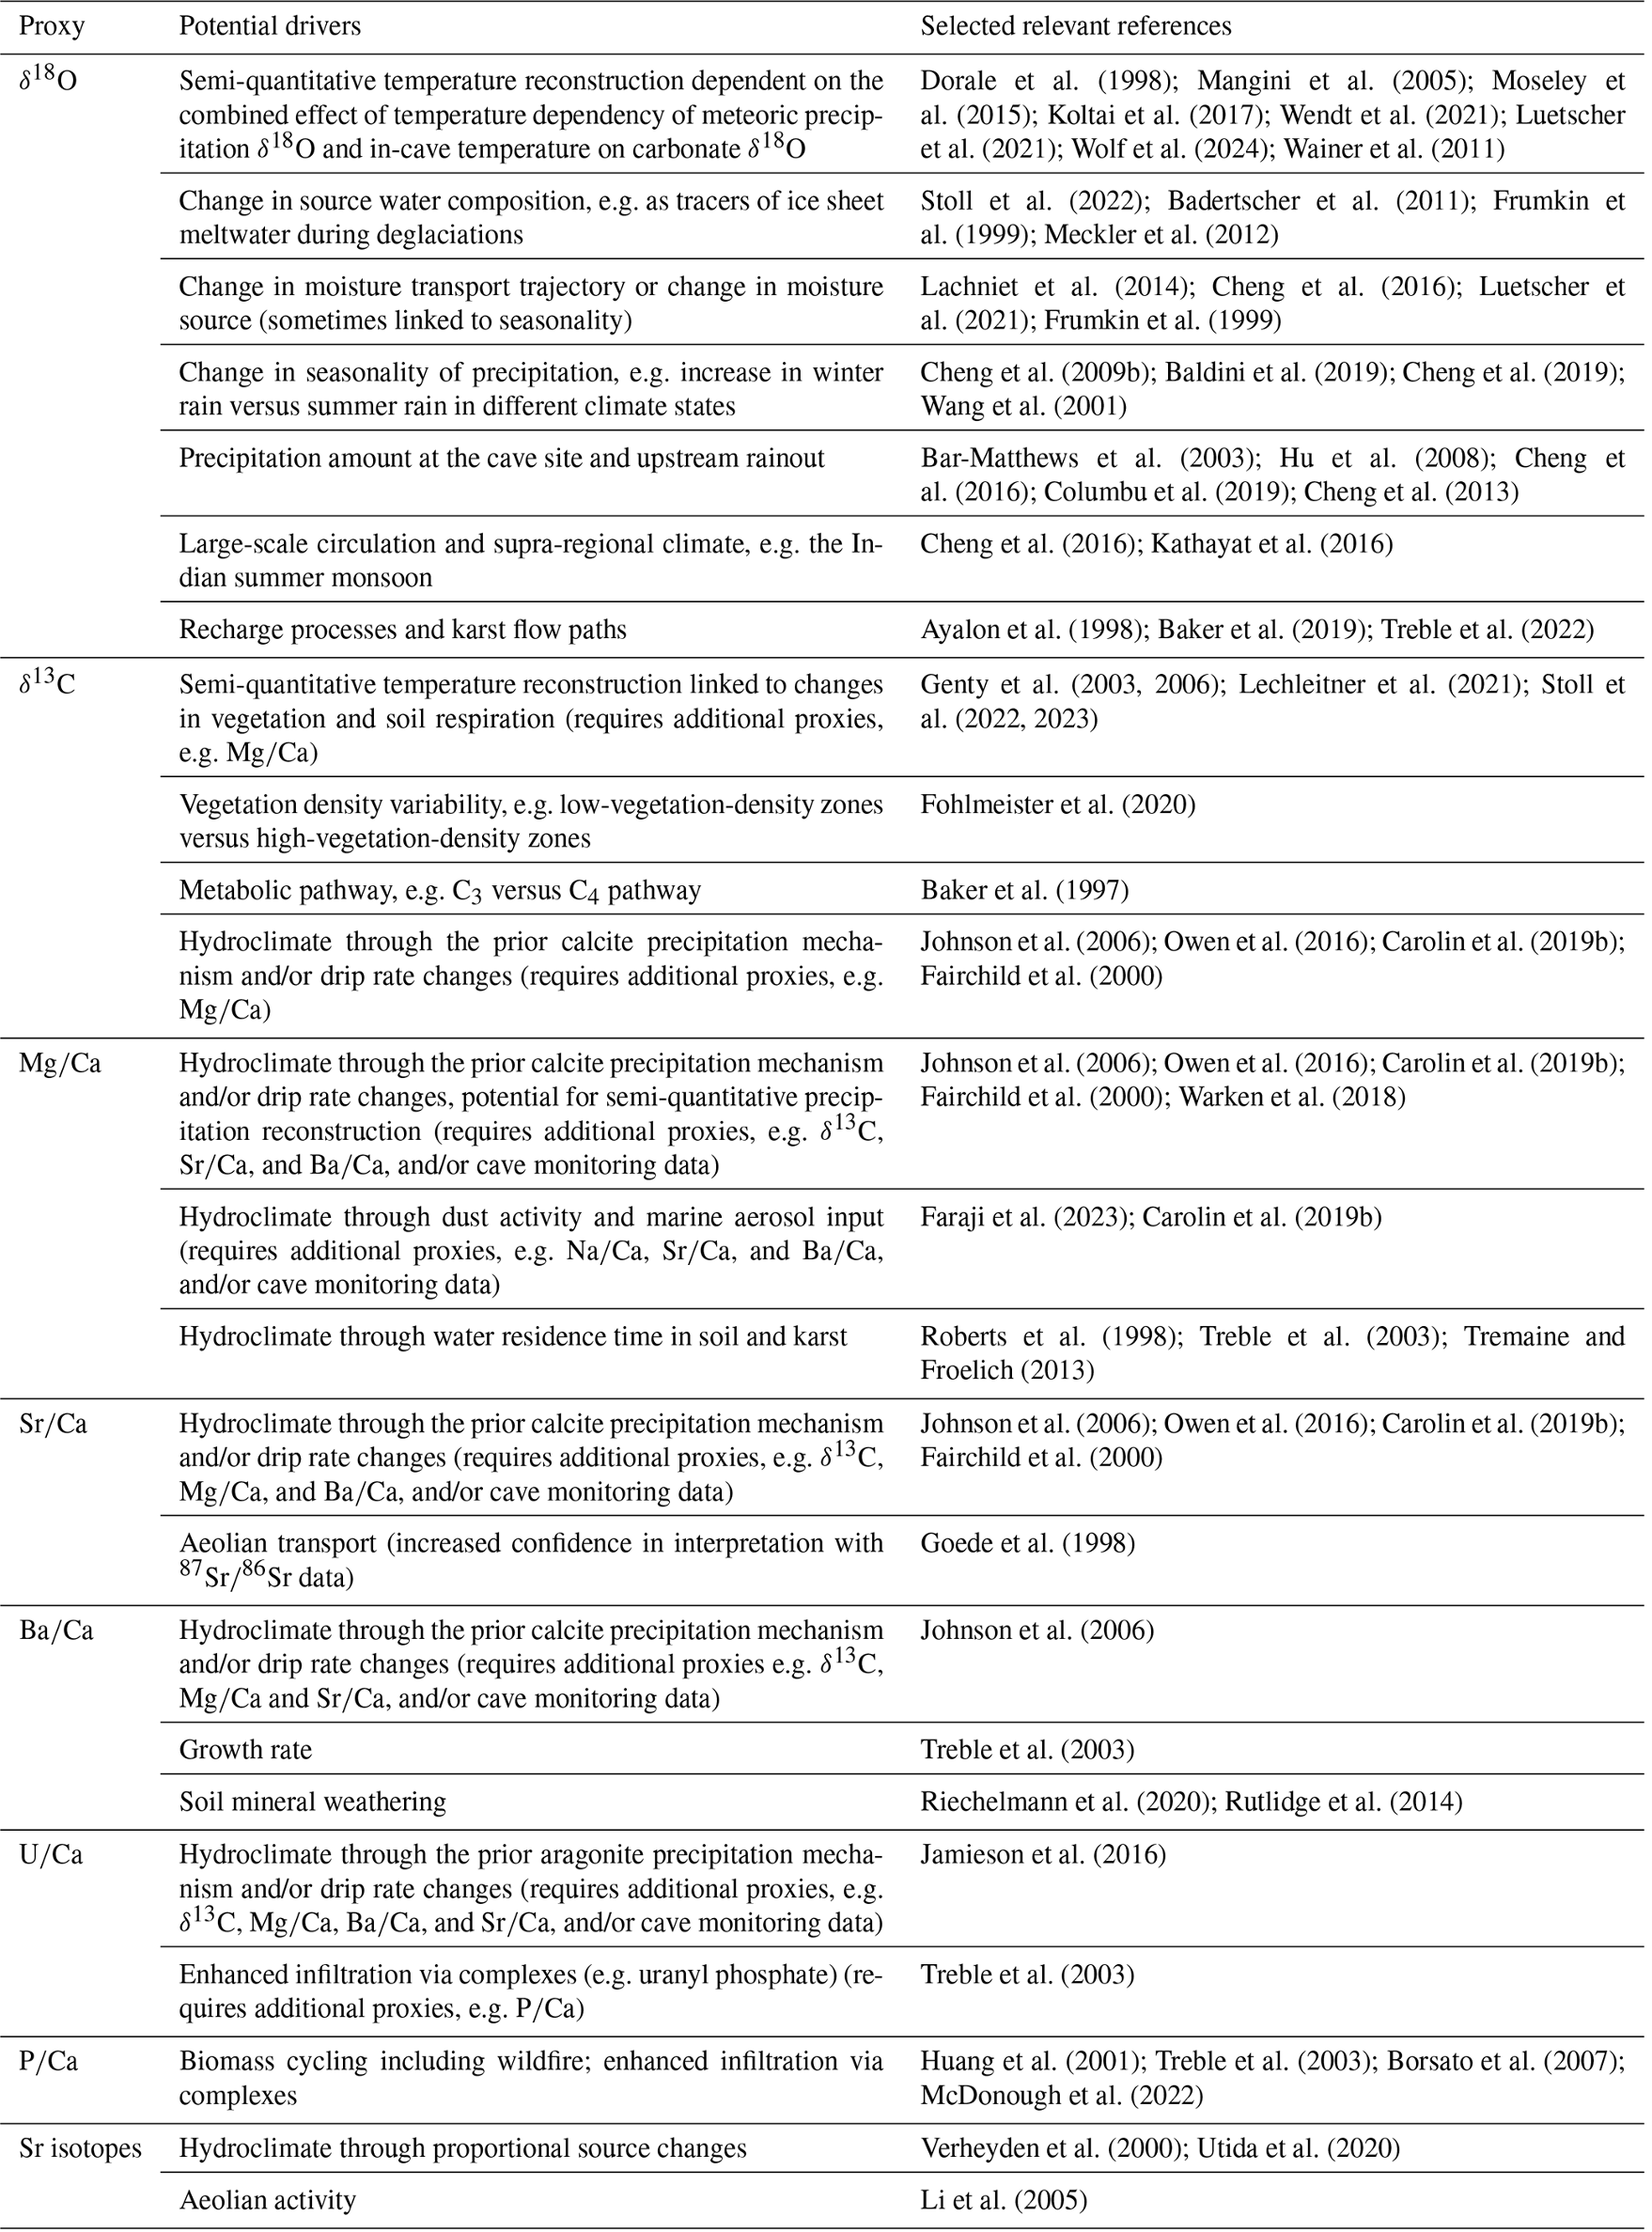 Proxy Potential drivers Selected relevant references
δ18O Semi-quantitative temperature reconstruction dependent on the Dorale et al. (1998); Mangini et al. (2005); Moseley et
combined effect of temperature dependency of meteoric precip- al. (2015); Koltai et al. (2017); Wendt et al. (2021); Luetscher
itation δ18O and in-cave temperature on carbonate δ18O et al. (2021); Wolf et al. (2024); Wainer et al. (2011)
Change in source water composition, e.g. as tracers of ice sheet Stoll et al. (2022); Badertscher et al. (2011); Frumkin et
meltwater during deglaciations al. (1999); Meckler et al. (2012)
Change in moisture transport trajectory or change in moisture Lachniet et al. (2014); Cheng et al. (2016); Luetscher et
source (sometimes linked to seasonality) al. (2021); Frumkin et al. (1999)
Change in seasonality of precipitation, e.g. increase in winter Cheng et al. (2009b); Baldini et al. (2019); Cheng et al. (2019);
rain versus summer rain in different climate states Wang et al. (2001)
Precipitation amount at the cave site and upstream rainout Bar-Matthews et al. (2003); Hu et al. (2008); Cheng et
al. (2016); Columbu et al. (2019); Cheng et al. (2013)
Large-scale circulation and supra-regional climate, e.g. the In- Cheng et al. (2016); Kathayat et al. (2016)
dian summer monsoon
Recharge processes and karst flow paths Ayalon et al. (1998); Baker et al. (2019); Treble et al. (2022)
δ13C Semi-quantitative temperature reconstruction linked to changes Genty et al. (2003, 2006); Lechleitner et al. (2021); Stoll et
in vegetation and soil respiration (requires additional proxies, al. (2022, 2023)
e.g. Mg/Ca)
Vegetation density variability, e.g. low-vegetation-density zones Fohlmeister et al. (2020)
versus high-vegetation-density zones
Metabolic pathway, e.g. C3 versus C4 pathway Baker et al. (1997)
Hydroclimate through the prior calcite precipitation mecha- Johnson et al. (2006); Owen et al. (2016); Carolin et al. (2019b);
nism and/or drip rate changes (requires additional proxies, e.g. Fairchild et al. (2000)
Mg/Ca)
Mg/Ca Hydroclimate through the prior calcite precipitation mechanism Johnson et al. (2006); Owen et al. (2016); Carolin et al. (2019b);
and/or drip rate changes, potential for semi-quantitative precip- Fairchild et al. (2000); Warken et al. (2018)
itation reconstruction (requires additional proxies, e.g. δ13C,
Sr/Ca, and Ba/Ca, and/or cave monitoring data)
Hydroclimate through dust activity and marine aerosol input Faraji et al. (2023); Carolin et al. (2019b)
(requires additional proxies, e.g. Na/Ca, Sr/Ca, and Ba/Ca,
and/or cave monitoring data)
Hydroclimate through water residence time in soil and karst Roberts et al. (1998); Treble et al. (2003); Tremaine and
Froelich (2013)
Sr/Ca Hydroclimate through the prior calcite precipitation mechanism Johnson et al. (2006); Owen et al. (2016); Carolin et al. (2019b);
and/or drip rate changes (requires additional proxies, e.g. δ13C, Fairchild et al. (2000)
Mg/Ca, and Ba/Ca, and/or cave monitoring data)
Aeolian transport (increased confidence in interpretation with Goede et al. (1998)
87Sr/86Sr data)
Ba/Ca Hydroclimate through the prior calcite precipitation mechanism Johnson et al. (2006)
and/or drip rate changes (requires additional proxies e.g. δ13C,
Mg/Ca and Sr/Ca, and/or cave monitoring data)
Growth rate Treble et al. (2003)
Soil mineral weathering Riechelmann et al. (2020); Rutlidge et al. (2014)
U/Ca Hydroclimate through the prior aragonite precipitation mecha- Jamieson et al. (2016)
nism and/or drip rate changes (requires additional proxies, e.g.
δ13C, Mg/Ca, Ba/Ca, and Sr/Ca, and/or cave monitoring data)
Enhanced infiltration via complexes (e.g. uranyl phosphate) (re- Treble et al. (2003)
quires additional proxies, e.g. P/Ca)
P/Ca Biomass cycling including wildfire; enhanced infiltration via Huang et al. (2001); Treble et al. (2003); Borsato et al. (2007);
complexes McDonough et al. (2022)
Sr isotopes Hydroclimate through proportional source changes Verheyden et al. (2000); Utida et al. (2020)
Aeolian activity Li et al. (2005)